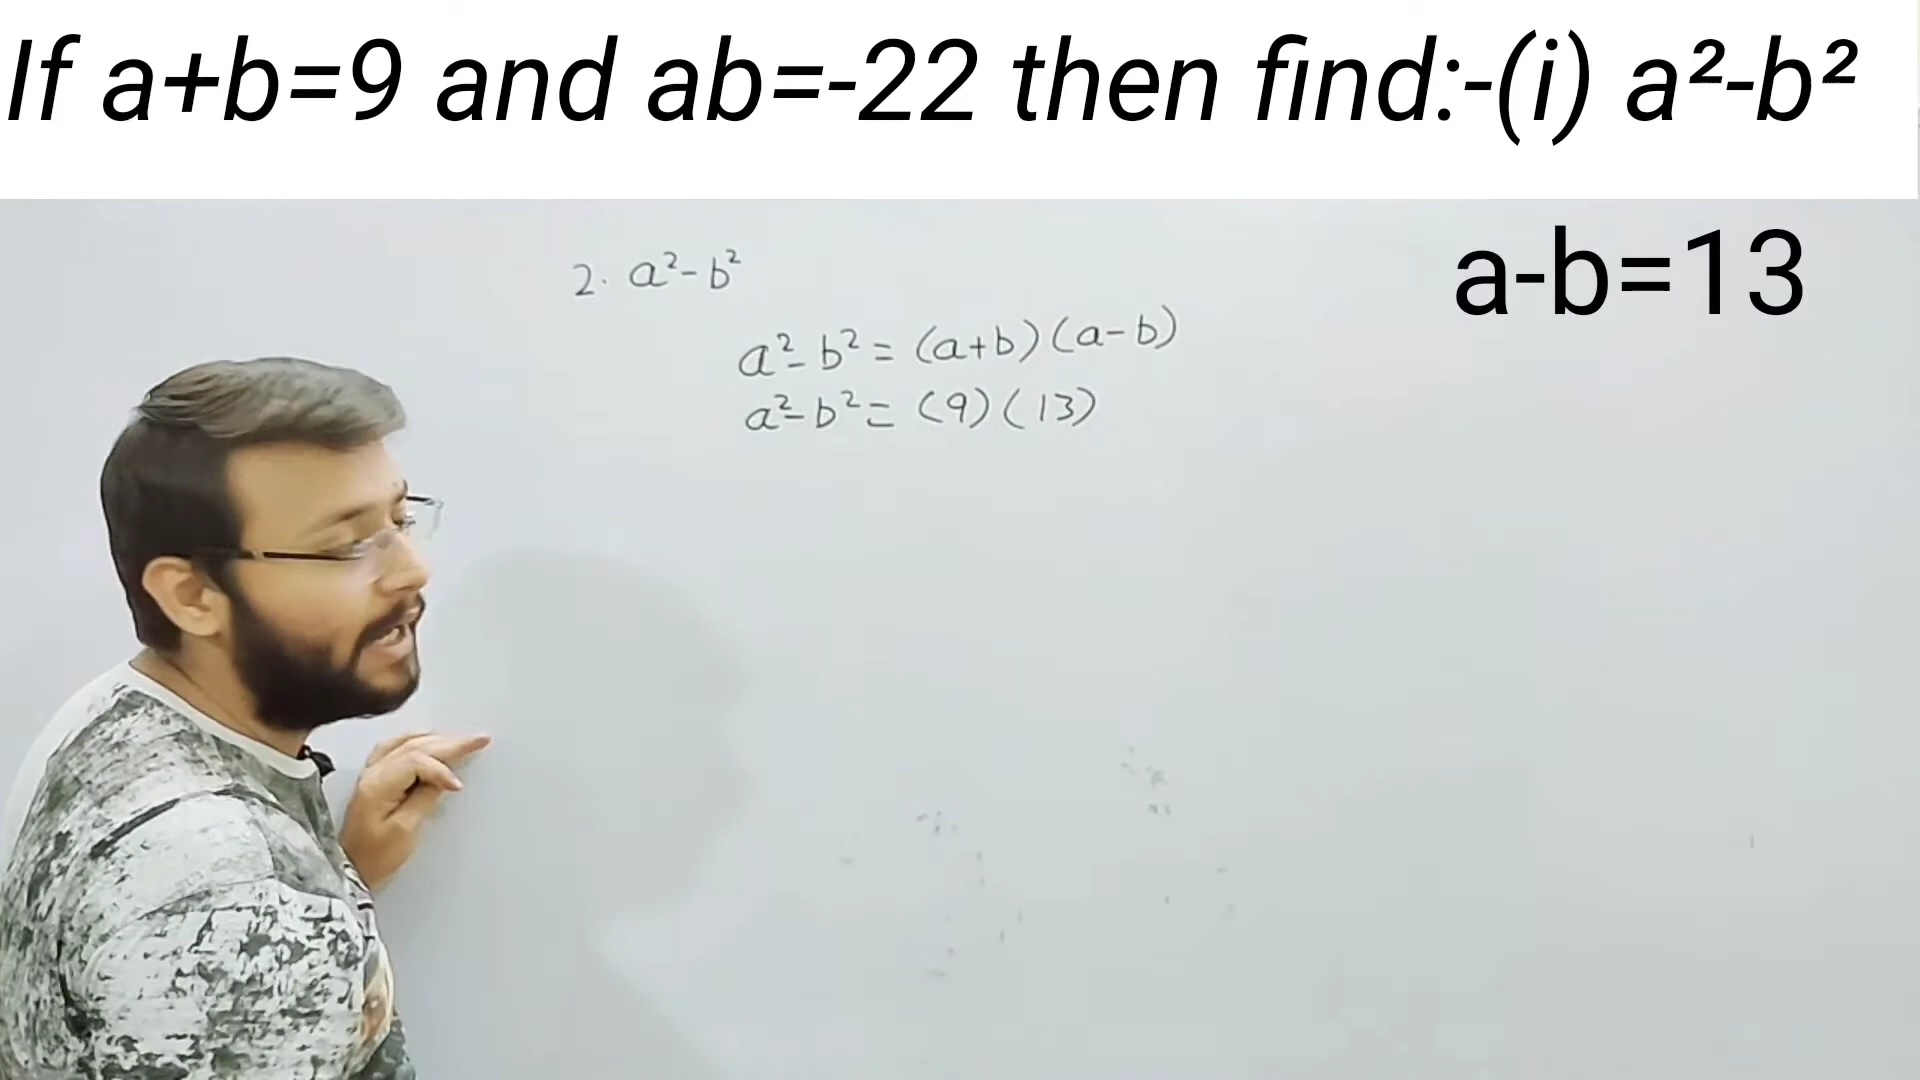 If a+b=9 and ab=-22 then find:-(i) a²-b²
a-b=13
2. a²-b²
a²-b²=(a+b)(a-b)
a²-b²=(9)(13)